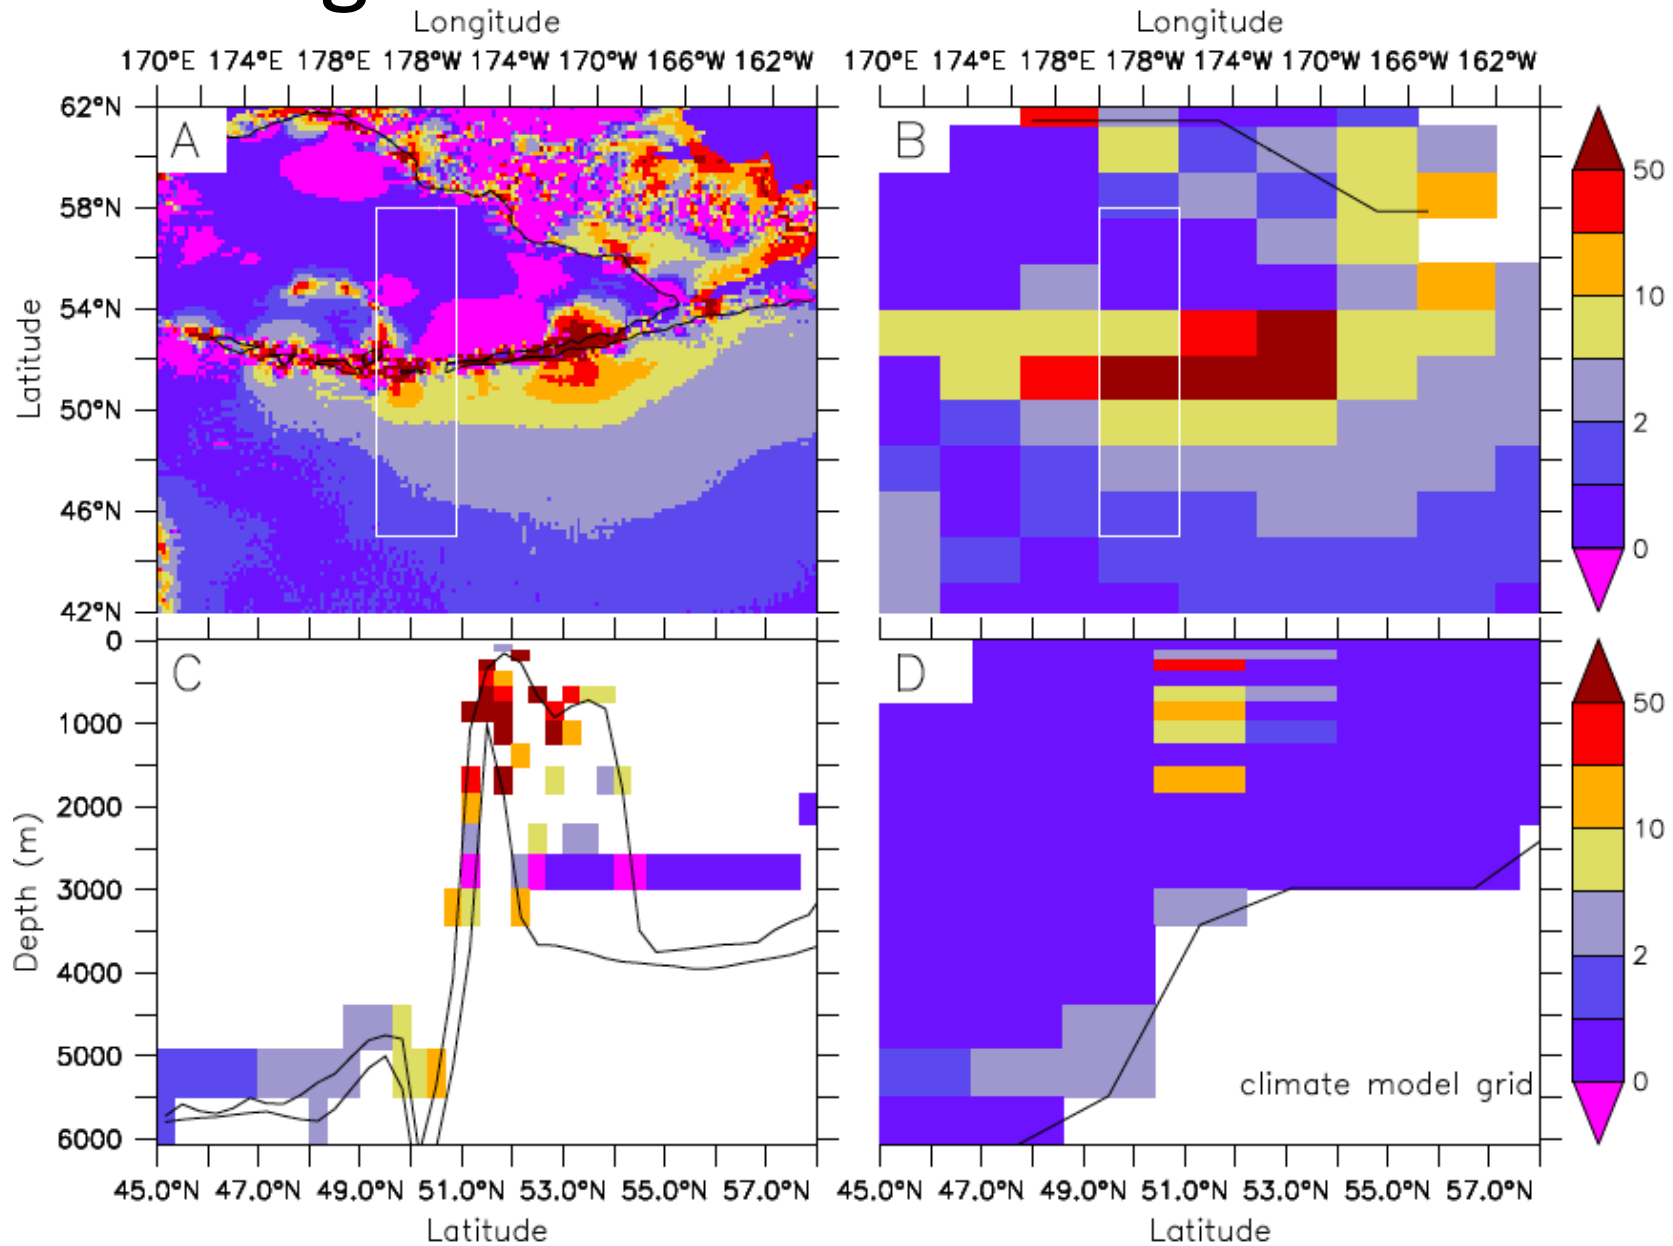 Longitude Longitude
170°E 174°E 178°E 178°W 174°W 170°W 166°W 162°W 170°E 174°E 178°E 178°W 174°W 170°W 166°W 162°W
62°N A B
50
58°N
10
Latitude
54°N
2
50°N
46°N
0
42°N
0 C D
50
1000
2000
10
Depth (m)
3000
2
4000
5000
0
climate model grid
6000
45.0°N 47.0°N 49.0°N 51.0°N 53.0°N 55.0°N 57.0°N 45.0°N 47.0°N 49.0°N 51.0°N 53.0°N 55.0°N 57.0°N
Latitude Latitude